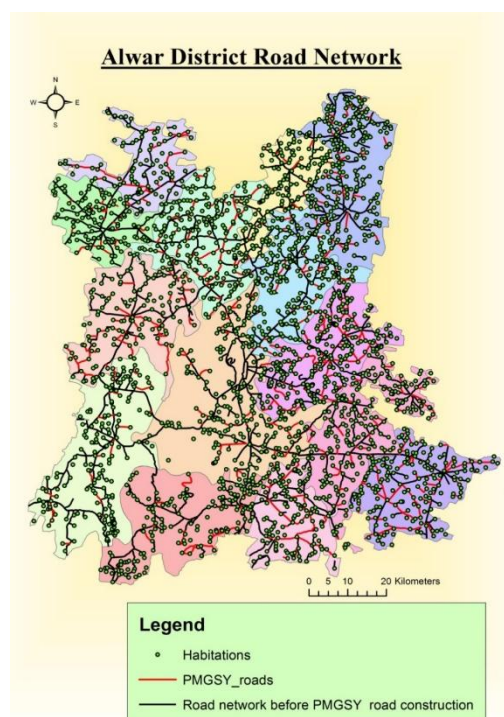 Alwar District Road Network
N
W E
S
0 5 10 20 Kilometers
Legend
Habitations
PMGSY_roads
Road network before PMGSY road construction